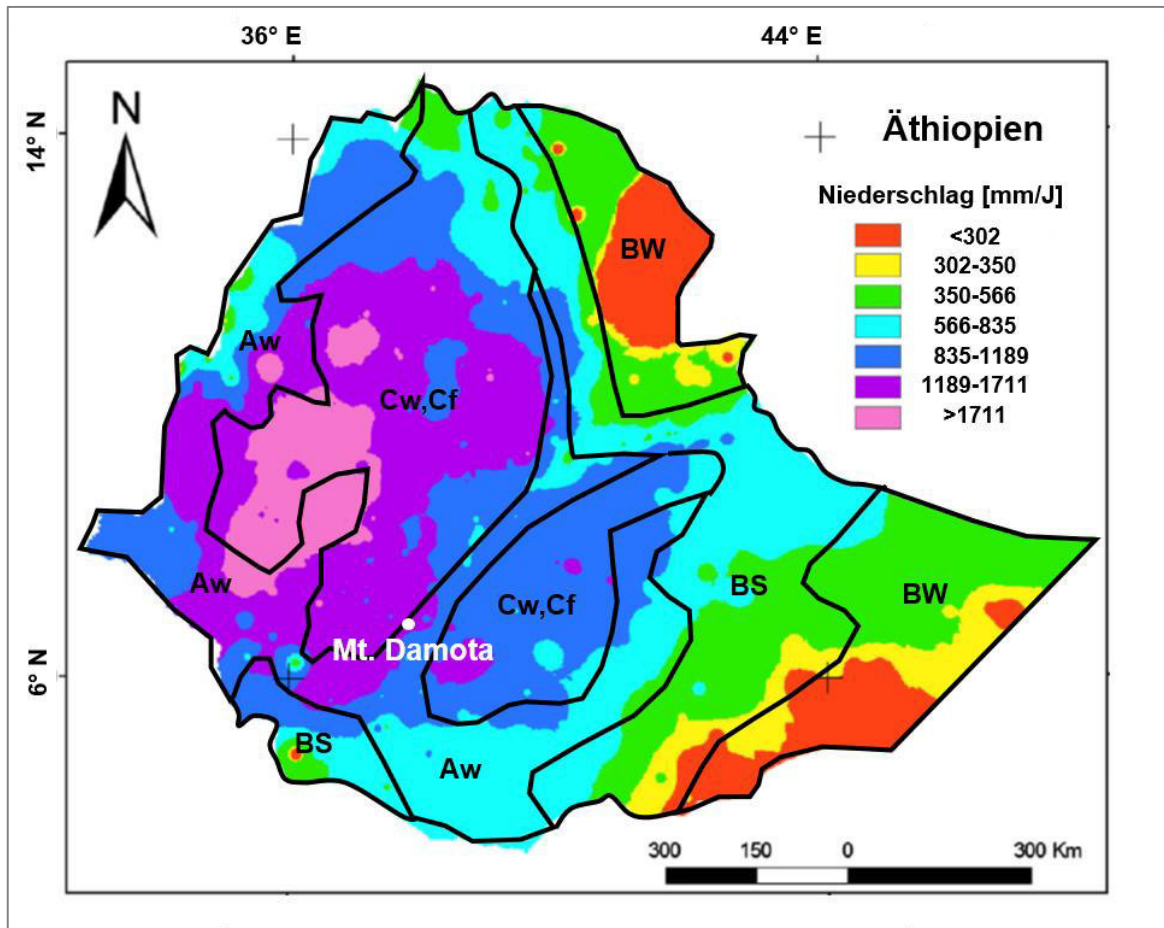 36° E
44° E
N
14° N
6° N
Äthiopien
Niederschlag [mm/J]
<302
302-350
350-566
566-835
835-1189
1189-1711
>1711
BW
Aw
Cw,Cf
Aw
Cw,Cf
BS
BW
Mt. Damota
BS
Aw
300 150 0 300 Km